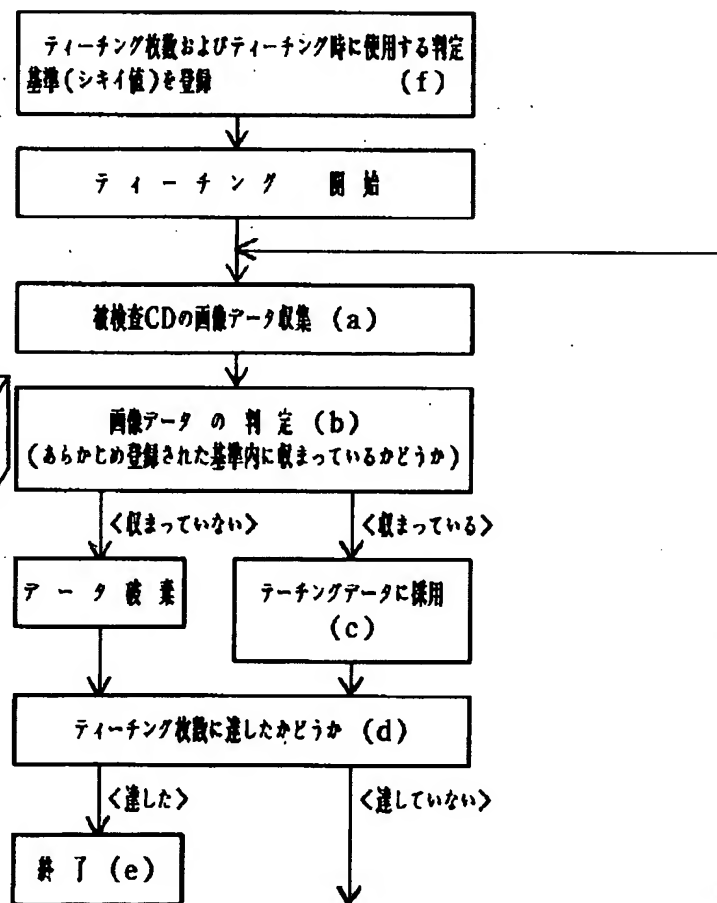 ティーチング枚数およびティーチング時に使用する判定
基準(シキイ値)を登録 (f)
ティーチング 開始
被検査CDの画像データ収集 (a)
画像データ の 判定 (b)
(あらかじめ登録された基準内に収まっているかどうか)
<収まっていない> <収まっている>
データ破棄
テーチングデータに採用
(c)
ティーチング枚数に達したかどうか (d)
<達した> <達していない>
終了 (e)